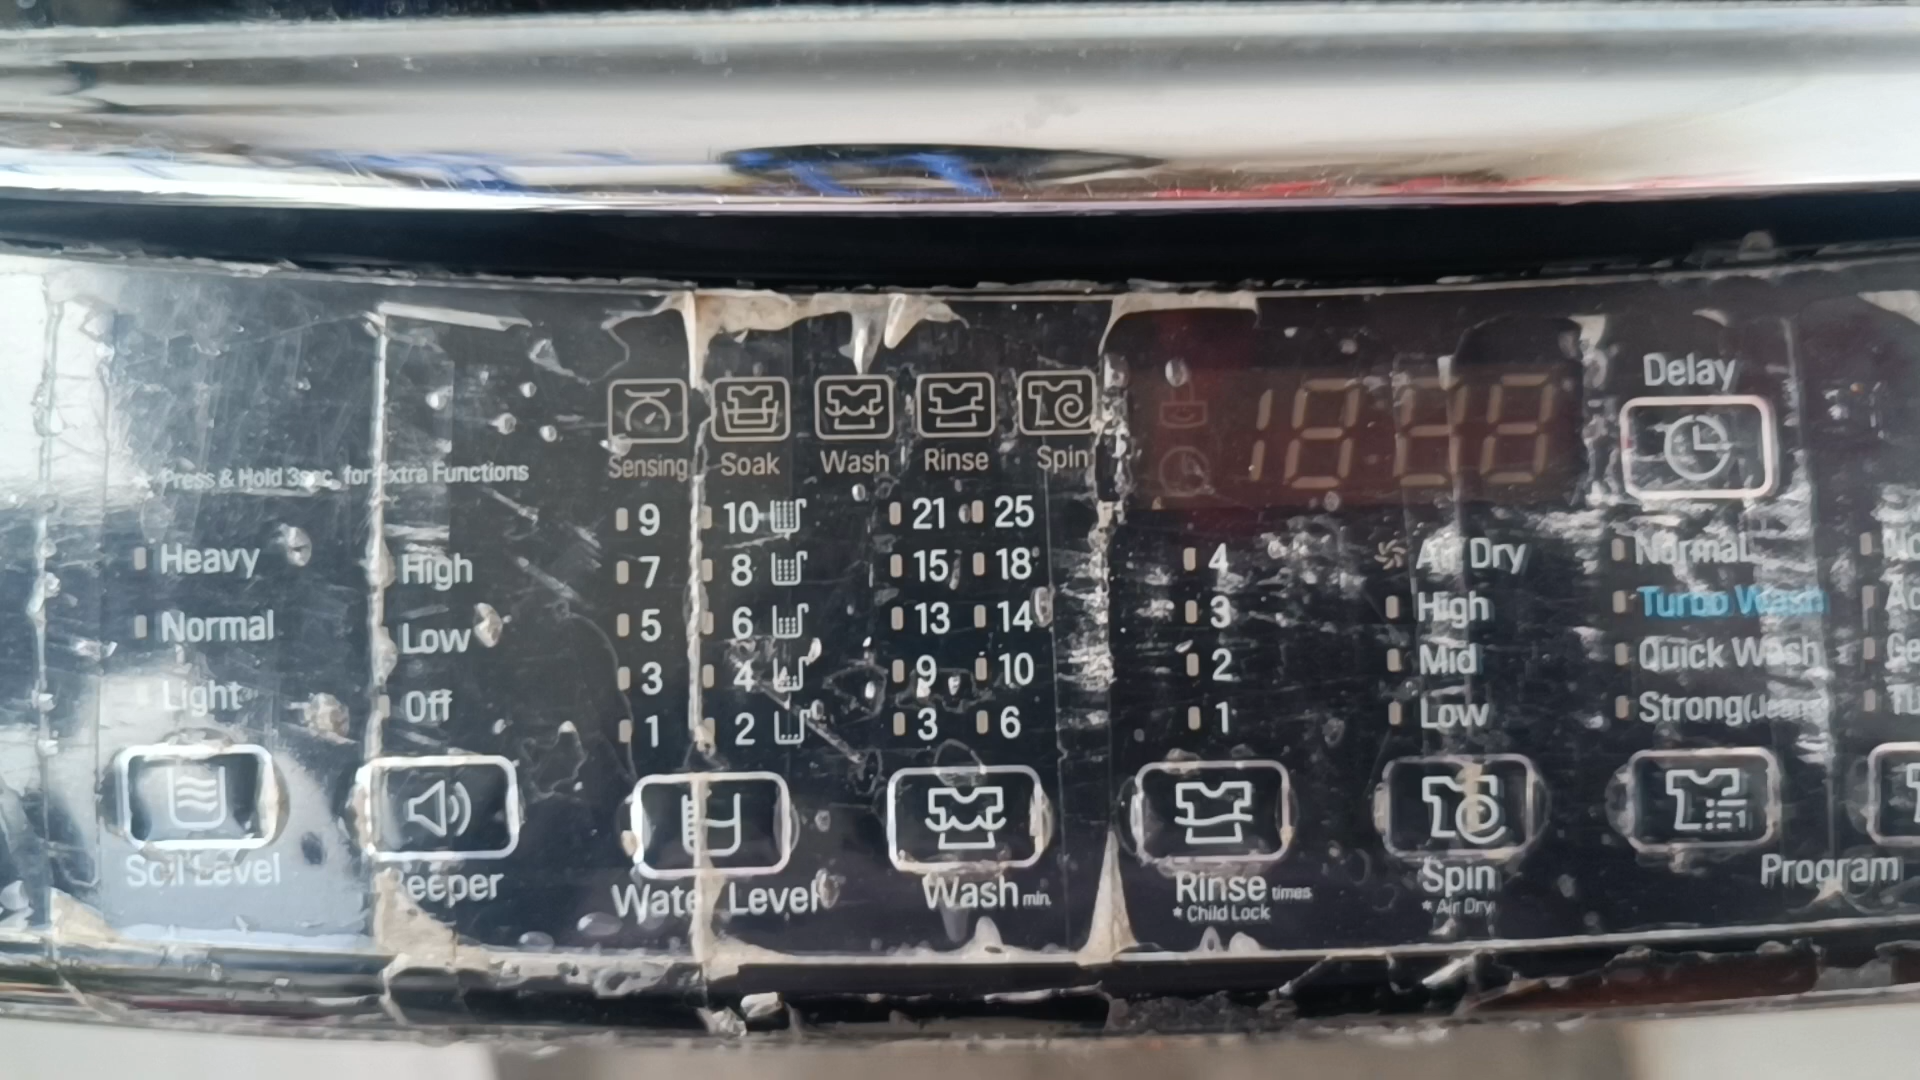 Delay
Sensing Soak Wash Rinse Spin
* Press & Hold 3sec. for Extra Functions
9 10 21 25
7 8 15 18
5 6 13 14
3 4 9 10
1 2 3 6
Heavy
Normal
Light
High
Low
Off
4
3
2
1
Air Dry
High
Mid
Low
Normal
Turbo Wash
Quick Wash
Strong(Jeans
Soil Level
Beeper
Water Level
Wash min.
Rinse times
* Child Lock
Spin
* Air Dry
Program